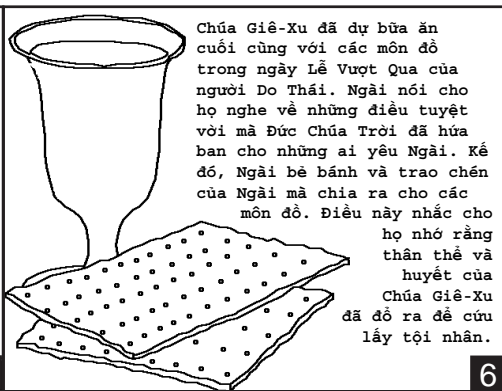 Chúa Giê-Xu đã dự bữa ăn
cuối cùng với các môn đồ
trong ngày Lễ Vượt Qua của
người Do Thái. Ngài nói cho
họ nghe về những điều tuyệt
vời mà Đức Chúa Trời đã hứa
ban cho những ai yêu Ngài. Kế
đó, Ngài bẻ bánh và trao chén
của Ngài mà chia ra cho các
môn đồ. Điều này nhắc cho
họ nhớ rằng
thân thể và
huyết của
Chúa Giê-Xu
đã đổ ra để cứu
lấy tội nhân.
6